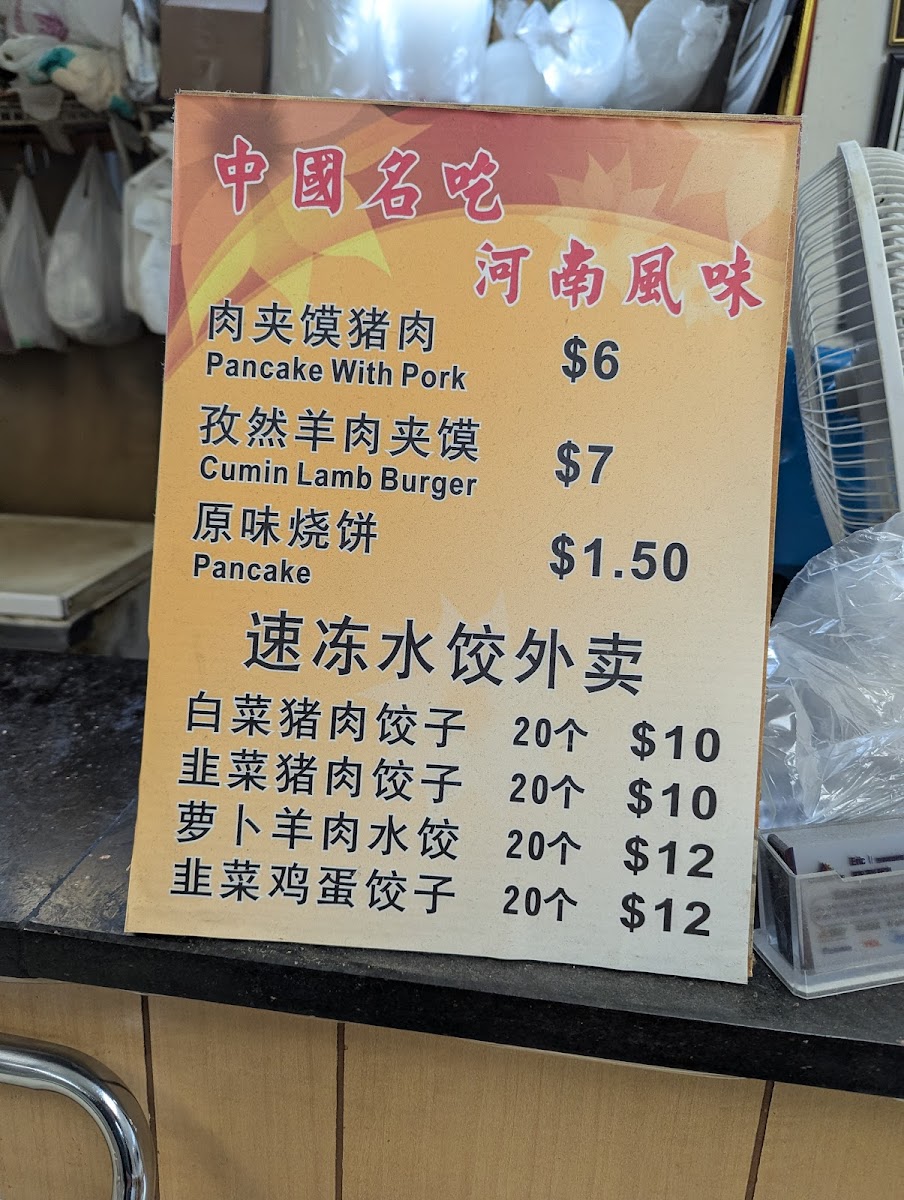 中國名吃
河南風味
肉夹馍猪肉
Pancake With Pork $6
孜然羊肉夹馍
Cumin Lamb Burger $7
原味烧饼
Pancake $1.50
速冻水饺外卖
白菜猪肉饺子 20个 $10
韭菜猪肉饺子 20个 $10
萝卜羊肉水饺 20个 $12
韭菜鸡蛋饺子 20个 $12